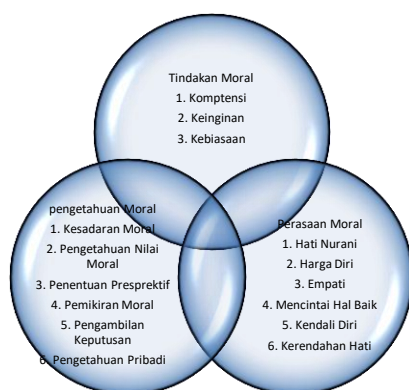 Tindakan Moral
1. Komptensi
2. Keinginan
3. Kebiasaan
pengetahuan Moral
1. Kesadaran Moral
2. Pengetahuan Nilai
Moral
3. Penentuan Presprektif
4. Pemikiran Moral
5. Pengambilan
Keputusan
6. Pengetahuan Pribadi
Perasaan Moral
1. Hati Nurani
2. Harga Diri
3. Empati
4. Mencintai Hal Baik
5. Kendali Diri
6. Kerendahan Hati